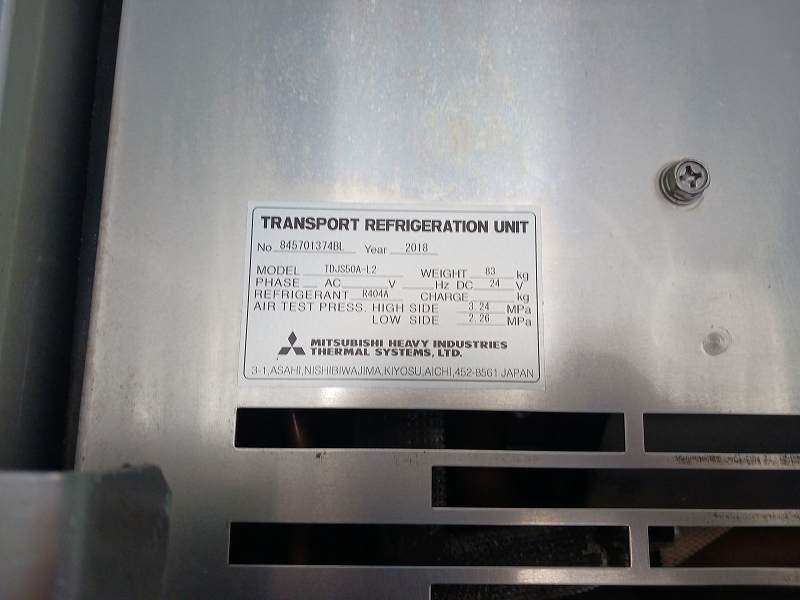 TRANSPORT REFRIGERATION UNIT
No 845701374BL Year 2018
MODEL TDJS50A-L2 WEIGHT 83 kg
PHASE AC V Hz DC 24 V
REFRIGERANT R404A CHARGE kg
AIR TEST PRESS. HIGH SIDE 3.24 MPa
LOW SIDE 2.26 MPa
MITSUBISHI HEAVY INDUSTRIES
THERMAL SYSTEMS, LTD.
3-1,ASAHI,NISHIBIWAJIMA,KIYOSU,AICHI,452-8561 JAPAN